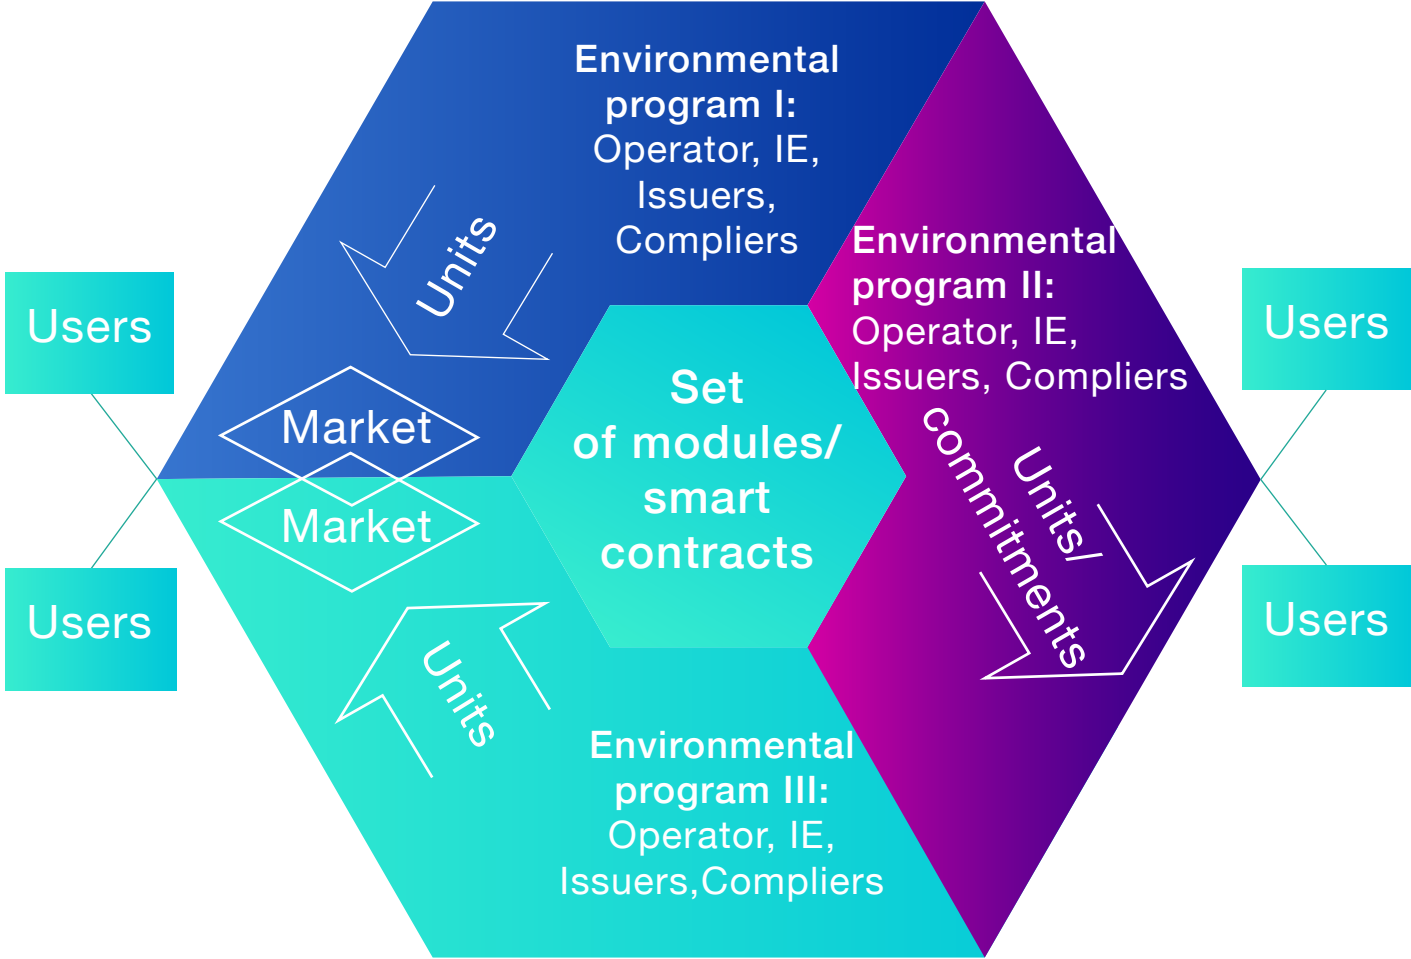 Environmental
program I:
Operator, IE,
Issuers,
Compliers
Units
Environmental
program II:
Operator, IE,
Issuers, Compliers
Users
Users
Market
Market
Set
of modules/
smart
contracts
Units/
commitments
Users
Users
Units
Environmental
program III:
Operator, IE,
Issuers,Compliers